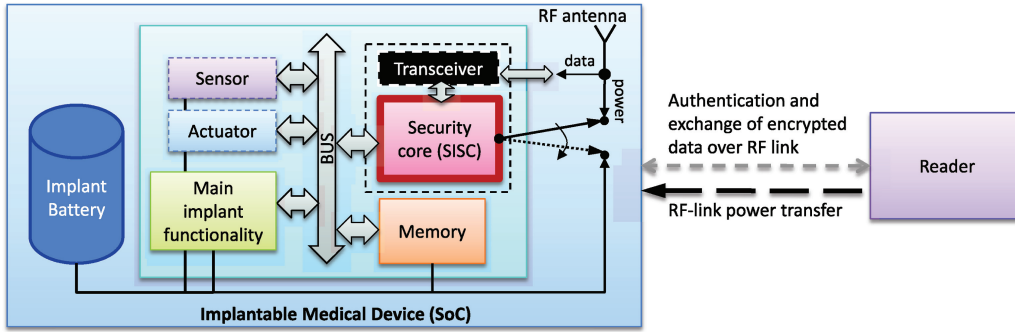 RF antenna
Transceiver
data
Sensor
power
Authentication and
exchange of encrypted
data over RF link
Actuator
BUS
Security
core (SISC)
Reader
Implant
Battery
Main
implant
functionality
RF-link power transfer
Memory
Implantable Medical Device (SoC)